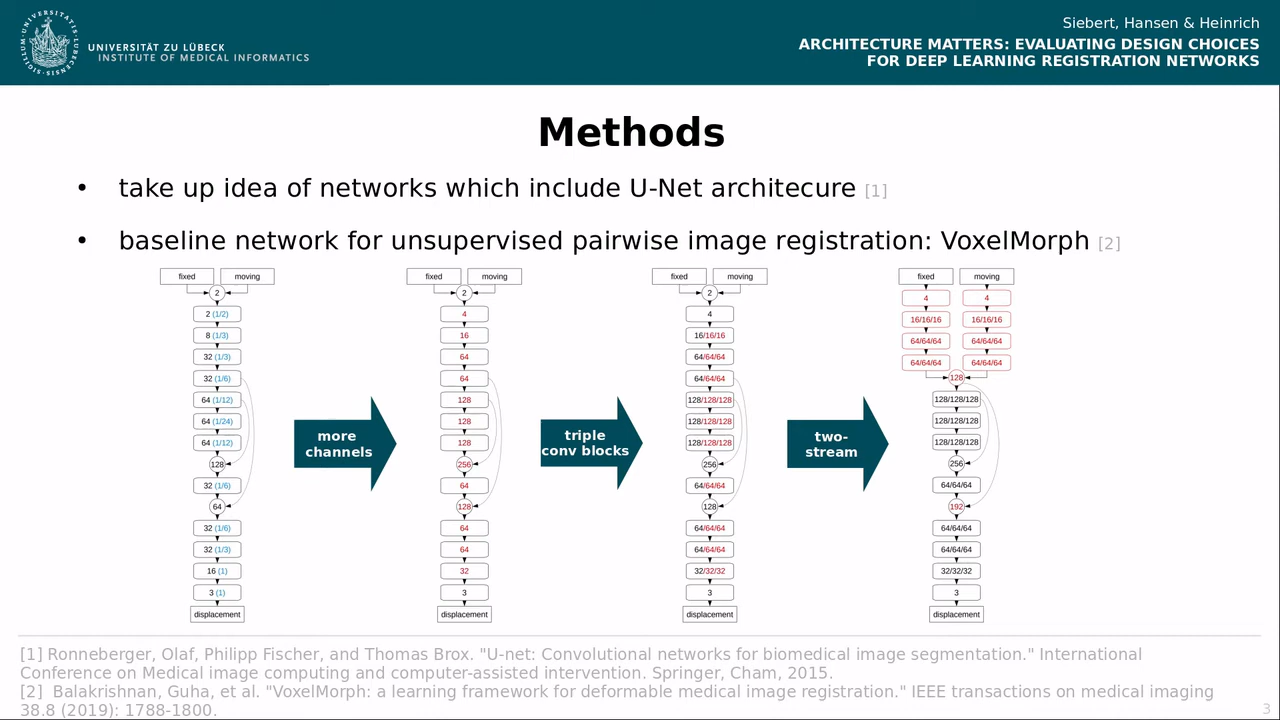 SIGILLUM · UNIVERSITATIS · LUBECENSIS
UNIVERSITÄT ZU LÜBECK
INSTITUTE OF MEDICAL INFORMATICS
Siebert, Hansen & Heinrich
ARCHITECTURE MATTERS: EVALUATING DESIGN CHOICES
FOR DEEP LEARNING REGISTRATION NETWORKS
Methods
• take up idea of networks which include U-Net architecure [1]
• baseline network for unsupervised pairwise image registration: VoxelMorph [2]
fixed moving
2
2 (1/2)
8 (1/3)
32 (1/3)
32 (1/6)
64 (1/12)
64 (1/24)
64 (1/12)
128
32 (1/6)
64
32 (1/6)
32 (1/3)
16 (1)
3 (1)
displacement
more
channels
fixed moving
2
4
16
64
64
128
128
128
256
64
128
64
64
32
3
displacement
triple
conv blocks
fixed moving
2
4
16/16/16
64/64/64
64/64/64
128/128/128
128/128/128
128/128/128
256
64/64/64
128
64/64/64
64/64/64
32/32/32
3
displacement
two-
stream
fixed moving
4 4
16/16/16 16/16/16
64/64/64 64/64/64
64/64/64 64/64/64
128
128/128/128
128/128/128
128/128/128
256
64/64/64
192
64/64/64
64/64/64
32/32/32
3
displacement
[1] Ronneberger, Olaf, Philipp Fischer, and Thomas Brox. "U-net: Convolutional networks for biomedical image segmentation." International
Conference on Medical image computing and computer-assisted intervention. Springer, Cham, 2015.
[2] Balakrishnan, Guha, et al. "VoxelMorph: a learning framework for deformable medical image registration." IEEE transactions on medical imaging
38.8 (2019): 1788-1800.
3